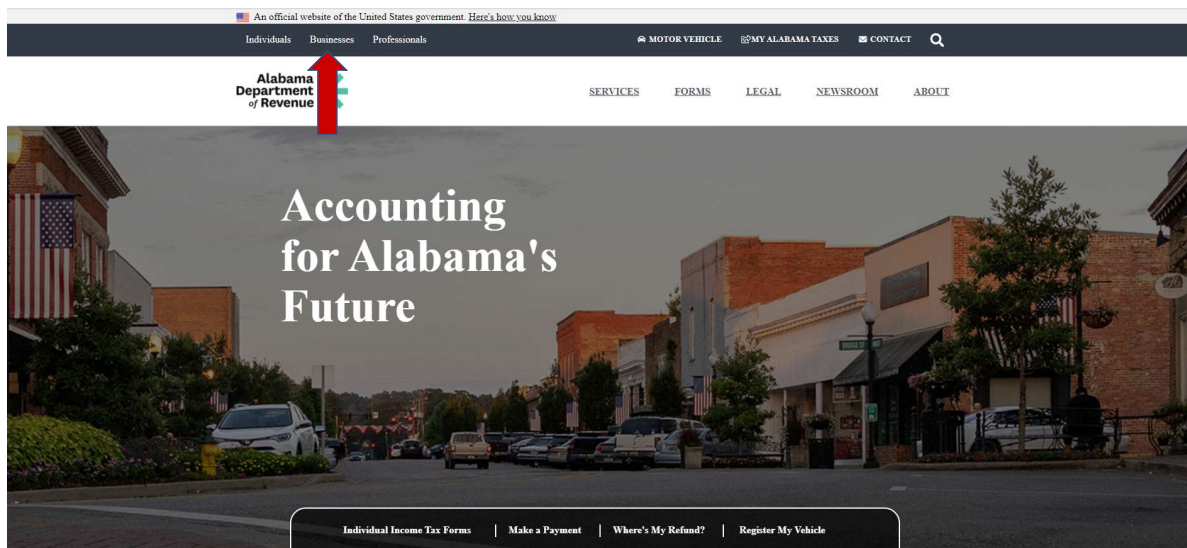 An official website of the United States government. Here's how you know
Individuals Businesses Professionals MOTOR VEHICLE MY ALABAMA TAXES CONTACT
Alabama
Department
of Revenue
SERVICES FORMS LEGAL NEWSROOM ABOUT
Accounting
for Alabama's
Future
Individual Income Tax Forms | Make a Payment | Where's My Refund? | Register My Vehicle